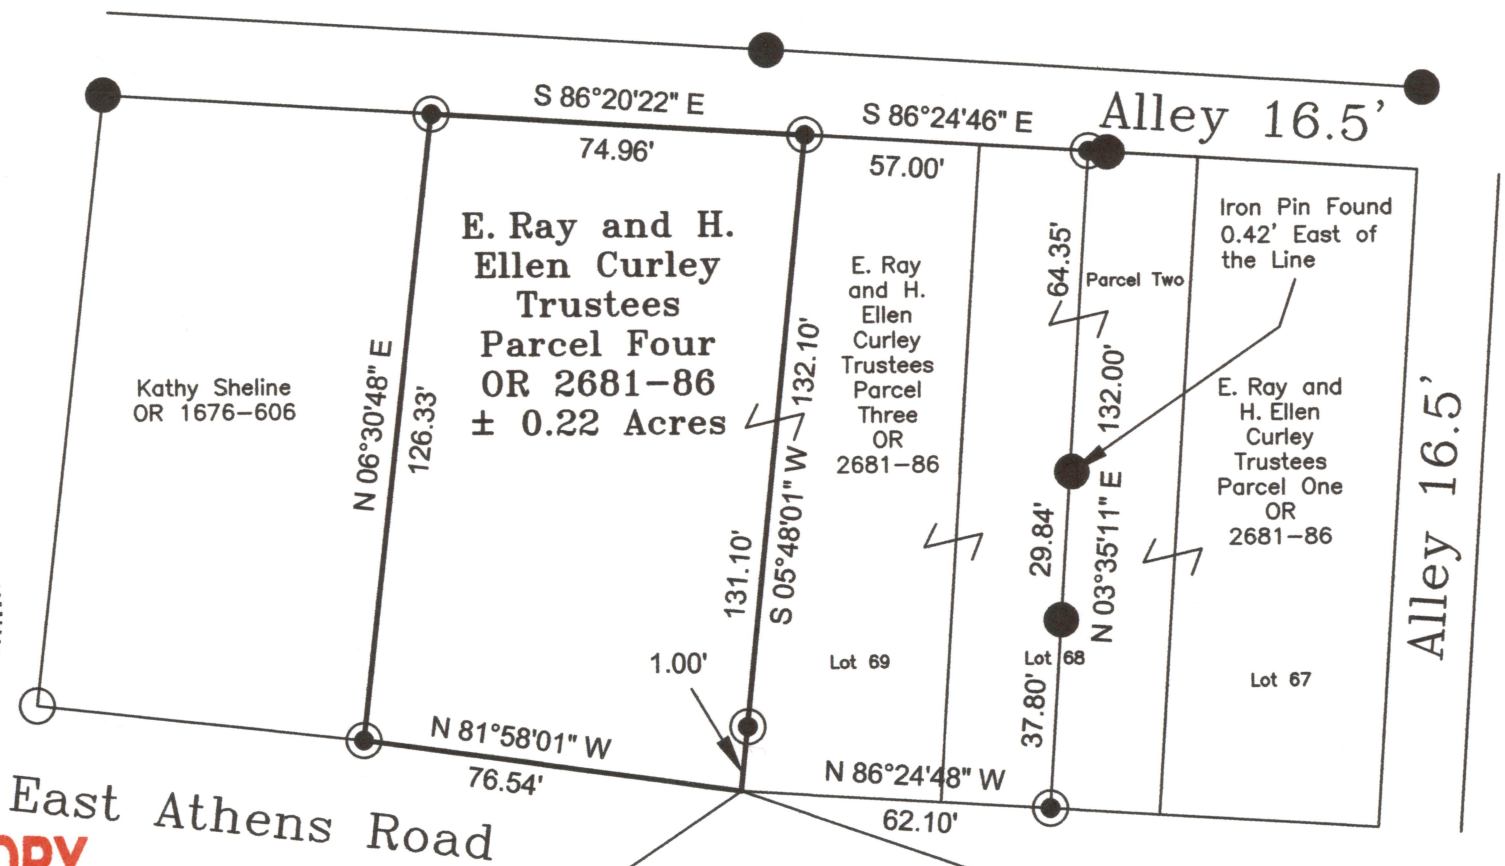 S 86°20'22" E
74.96'
S 86°24'46" E
57.00'
Alley 16.5'
E. Ray and H.
Ellen Curley
Trustees
Parcel Four
OR 2681-86
± 0.22 Acres
Kathy Sheline
OR 1676-606
N 06°30'48" E
126.33'
132.10'
S 05°48'01" W
131.10'
1.00'
E. Ray
and H.
Ellen
Curley
Trustees
Parcel
Three
OR
2681-86
Lot 69
64.35'
Parcel Two
132.00'
N 03°35'11" E
29.84'
Lot 68
37.80'
Iron Pin Found
0.42' East of
the Line
E. Ray and
H. Ellen
Curley
Trustees
Parcel One
OR
2681-86
Lot 67
Alley 16.5'
N 81°58'01" W
76.54'
N 86°24'48" W
62.10'
East Athens Road